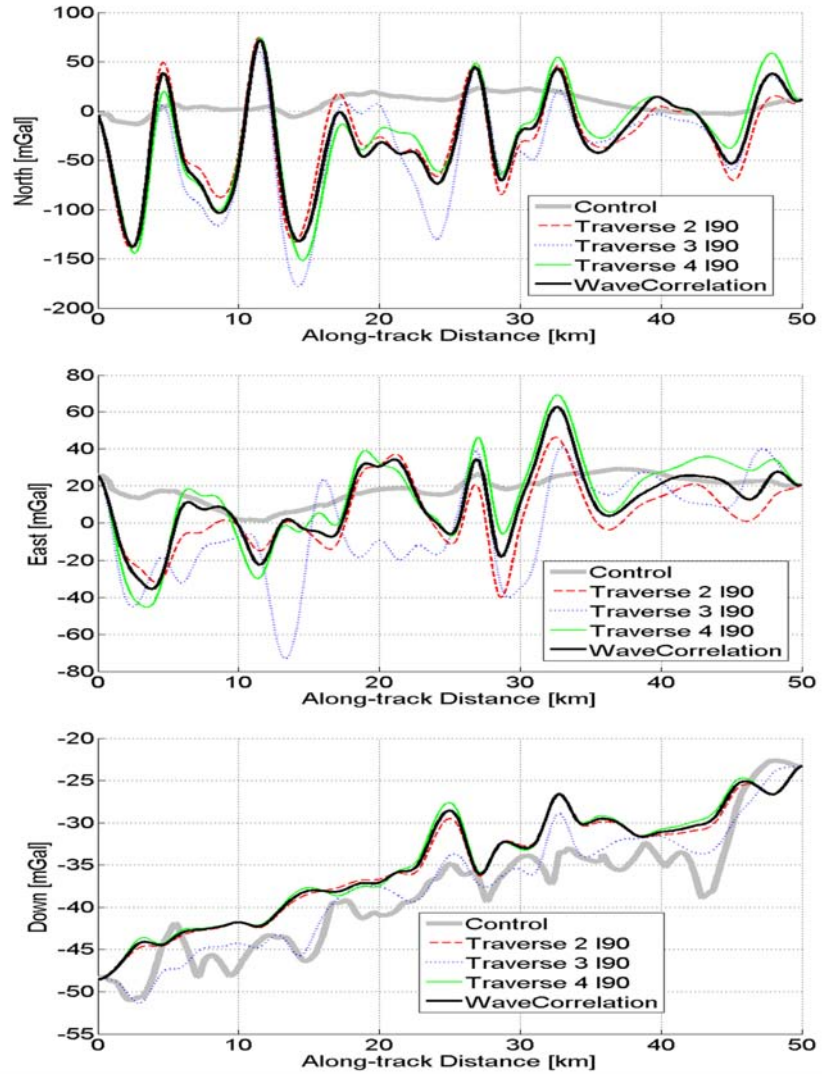 100
50
0
-50
-100
-150
-200
North [mGal]
Control
Traverse 2 I90
Traverse 3 I90
Traverse 4 I90
WaveCorrelation
0 10 20 30 40 50
Along-track Distance [km]
80
60
40
20
0
-20
-40
-60
-80
East [mGal]
Control
Traverse 2 I90
Traverse 3 I90
Traverse 4 I90
WaveCorrelation
0 10 20 30 40 50
Along-track Distance [km]
-20
-25
-30
-35
-40
-45
-50
-55
Down [mGal]
Control
Traverse 2 I90
Traverse 3 I90
Traverse 4 I90
WaveCorrelation
0 10 20 30 40 50
Along-track Distance [km]